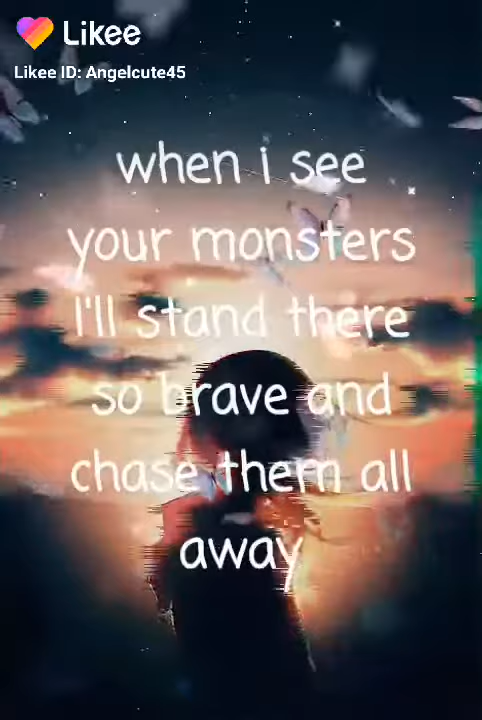 Likee
Likee ID: Angelcute45
when i see
your monsters
I'll stand there
so brave and
chase them all
away